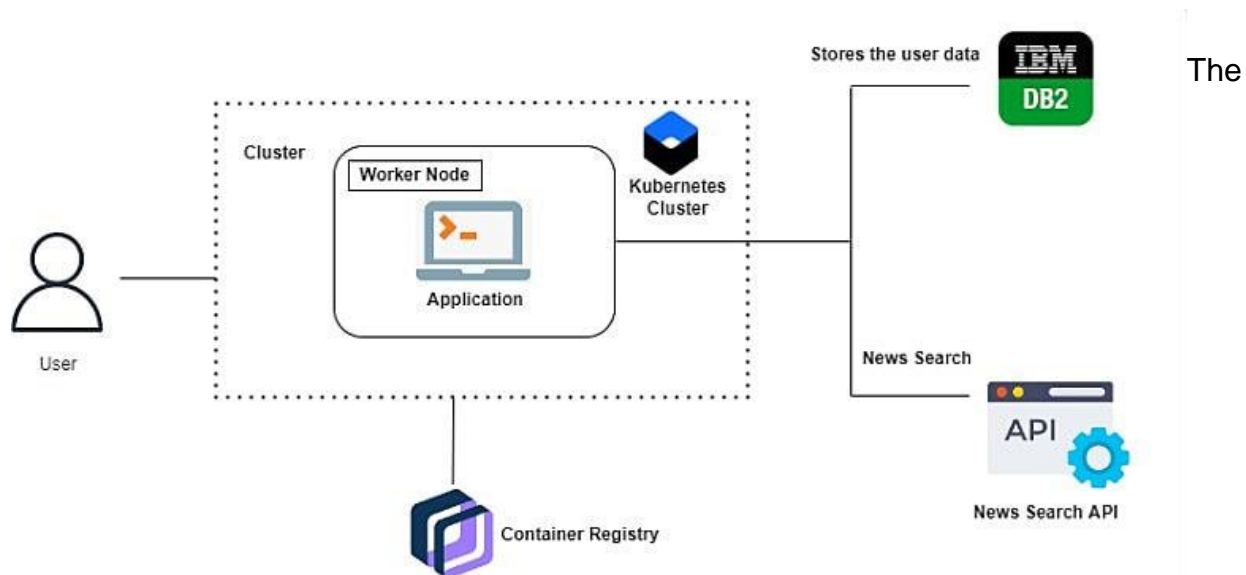 Stores the user data
IBM
DB2
The
Cluster
Worker Node
Kubernetes
Cluster
Application
User
News Search
API
News Search API
Container Registry